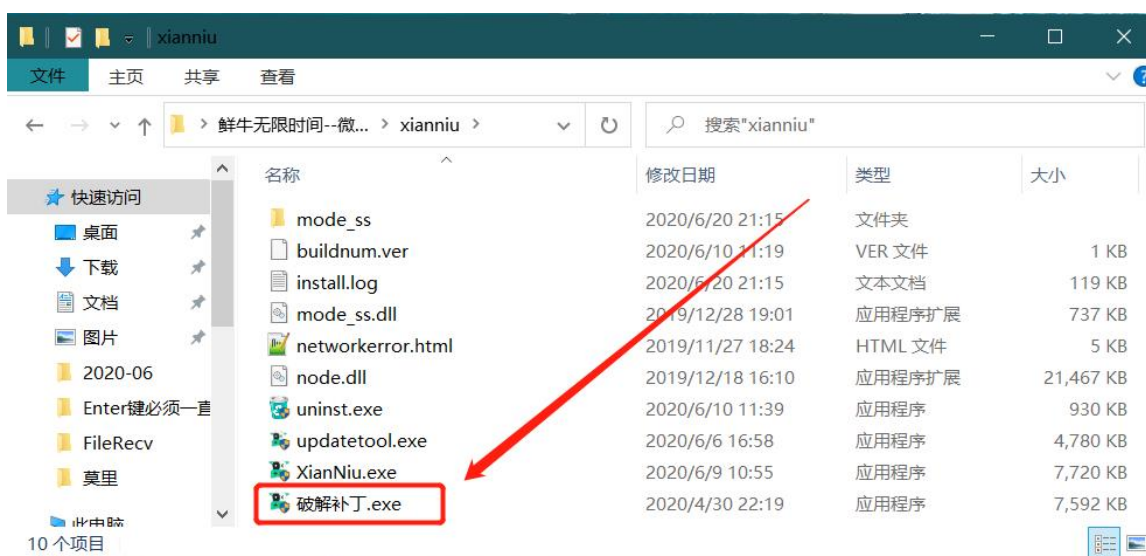 xianniu
文件 主页 共享 查看
鲜牛无限时间--微... xianniu 搜索"xianniu"
名称 修改日期 类型 大小
快速访问
桌面
下载
文档
图片
2020-06
Enter键必须一直
FileRecv
莫里
此电脑
mode_ss 2020/6/20 21:15 文件夹
buildnum.ver 2020/6/10 11:19 VER 文件 1 KB
install.log 2020/6/20 21:15 文本文档 119 KB
mode_ss.dll 2019/12/28 19:01 应用程序扩展 737 KB
networkerror.html 2019/11/27 18:24 HTML 文件 5 KB
node.dll 2019/12/18 16:10 应用程序扩展 21,467 KB
uninst.exe 2020/6/10 11:39 应用程序 930 KB
updatetool.exe 2020/6/6 16:58 应用程序 4,780 KB
XianNiu.exe 2020/6/9 10:55 应用程序 7,720 KB
破解补丁.exe 2020/4/30 22:19 应用程序 7,592 KB
10 个项目